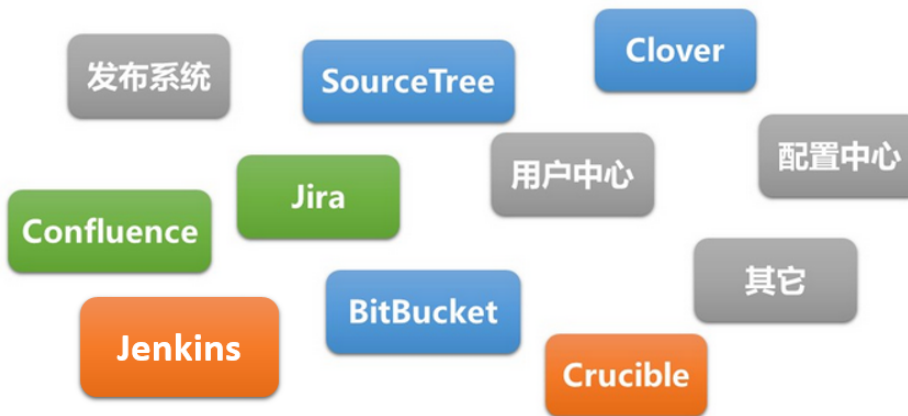 Clover
SourceTree
发布系统
配置中心
用户中心
Jira
Confluence
其它
BitBucket
Jenkins
Crucible